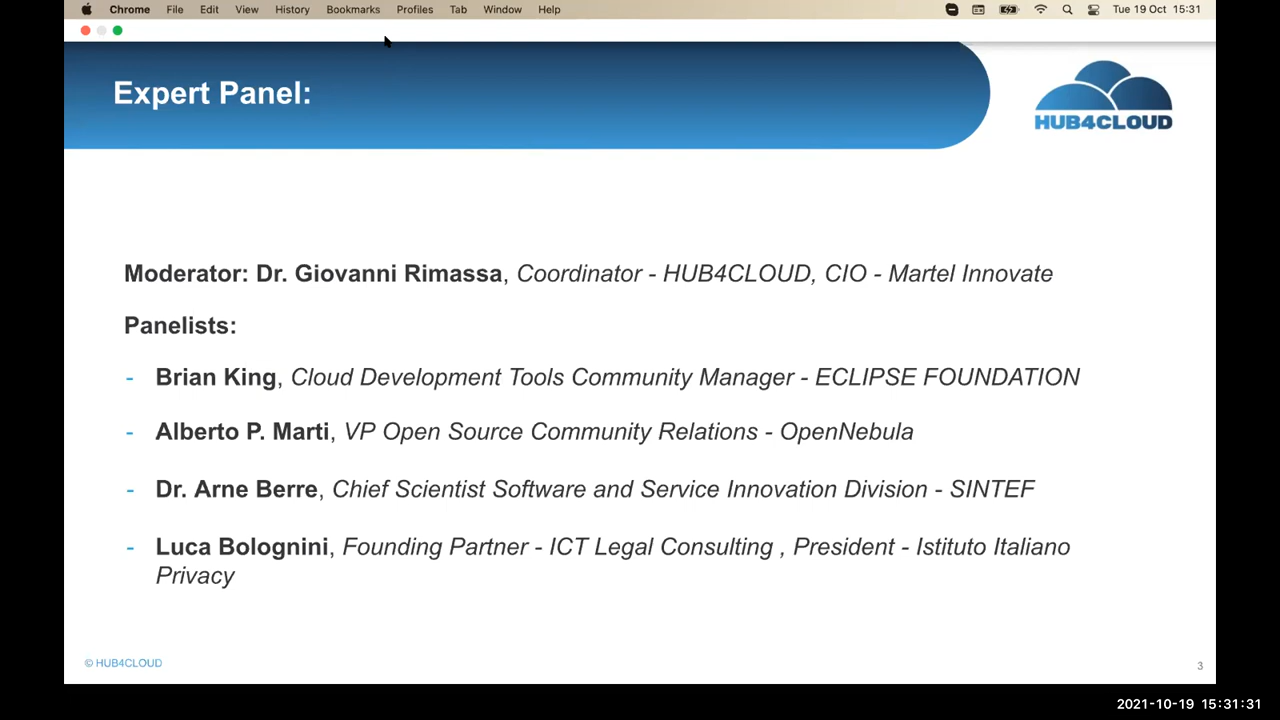 Chrome File Edit View History Bookmarks Profiles Tab Window Help Tue 19 Oct 15:31
Expert Panel:
HUB4CLOUD
Moderator: Dr. Giovanni Rimassa, Coordinator - HUB4CLOUD, CIO - Martel Innovate
Panelists:
- Brian King, Cloud Development Tools Community Manager - ECLIPSE FOUNDATION
- Alberto P. Marti, VP Open Source Community Relations - OpenNebula
- Dr. Arne Berre, Chief Scientist Software and Service Innovation Division - SINTEF
- Luca Bolognini, Founding Partner - ICT Legal Consulting , President - Istituto Italiano
Privacy
© HUB4CLOUD
3
2021-10-19 15:31:31